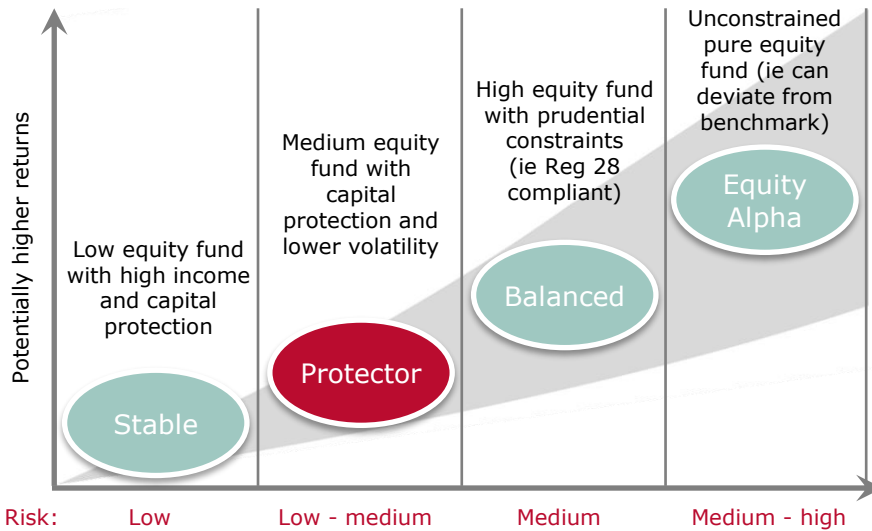 Potentially higher returns
Low equity fund
with high income
and capital
protection
Stable
Medium equity
fund with
capital
protection and
lower volatility
Protector
High equity fund
with prudential
constraints
(ie Reg 28
compliant)
Balanced
Unconstrained
pure equity
fund (ie can
deviate from
benchmark)
Equity
Alpha
Risk: Low Low - medium Medium Medium - high